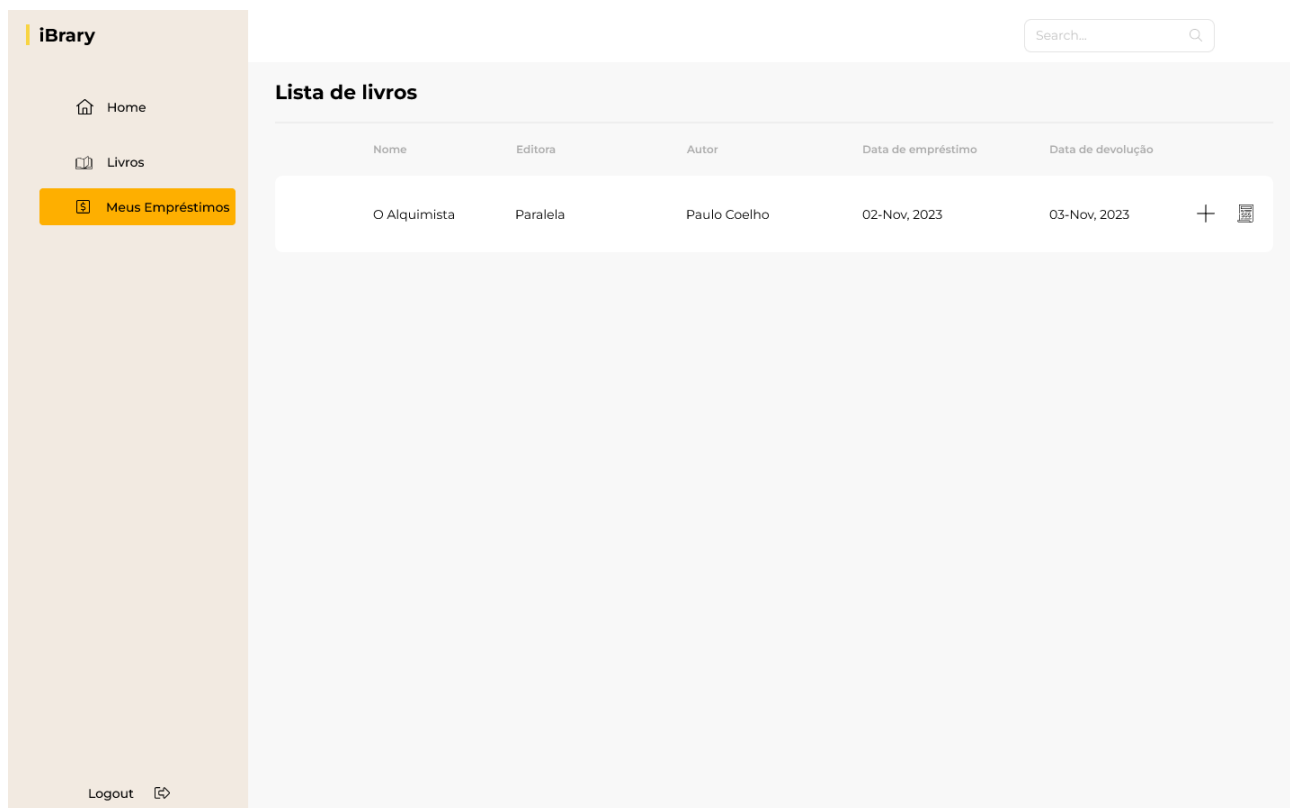 iBrary
Search...
Home
Livros
Meus Empréstimos
Logout
Lista de livros
Nome Editora Autor Data de empréstimo Data de devolução
O Alquimista Paralela Paulo Coelho 02-Nov, 2023 03-Nov, 2023